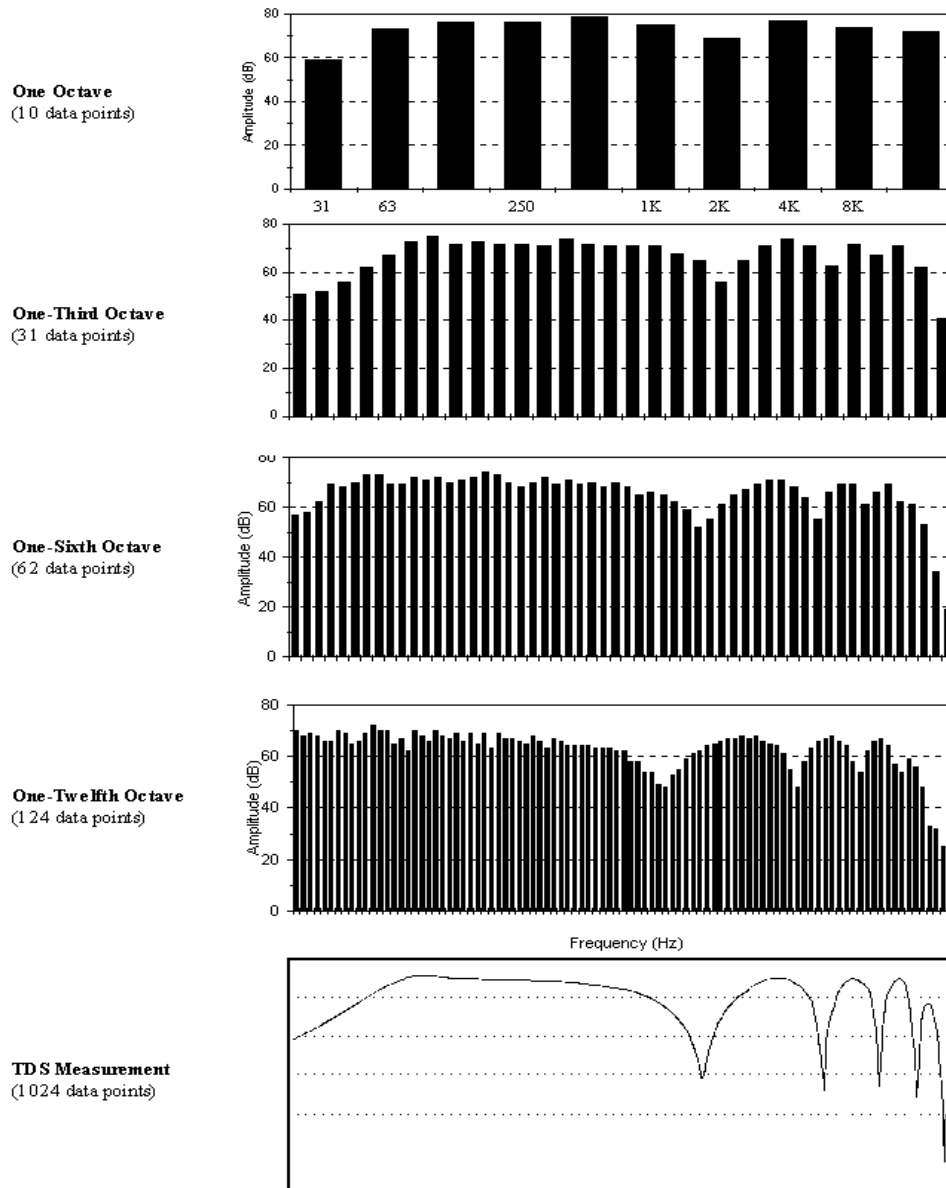 One Octave
(10 data points)
Amplitude (dB)
80
60
40
20
0
31 63 250 1K 2K 4K 8K
One-Third Octave
(31 data points)
80
60
40
20
0
One-Sixth Octave
(62 data points)
Amplitude (dB)
80
60
40
20
0
One-Twelfth Octave
(124 data points)
Amplitude (dB)
80
60
40
20
0
Frequency (Hz)
TDS Measurement
(1024 data points)